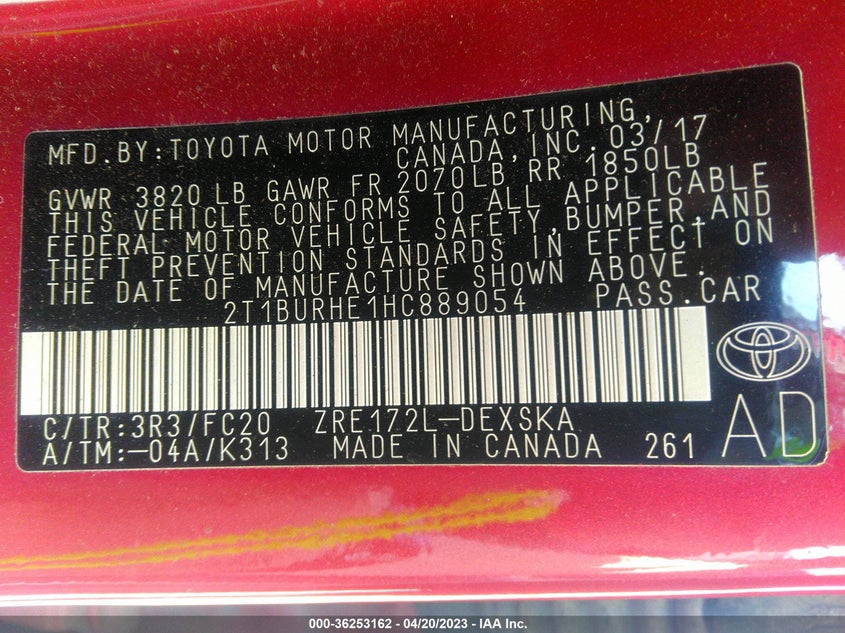 MFD.BY:TOYOTA MOTOR MANUFACTURING,
CANADA,INC.03/17
GVWR 3820 LB GAWR FR 2070LB RR 1850LB
THIS VEHICLE CONFORMS TO ALL APPLICABLE
FEDERAL MOTOR VEHICLE SAFETY,BUMPER,AND
THEFT PREVENTION STANDARDS IN EFFECT ON
THE DATE OF MANUFACTURE SHOWN ABOVE.
2T1BURHE1HC889054 PASS.CAR
C/TR:3R3/FC20 ZRE172L-DEXSKA
A/TM:-04A/K313 MADE IN CANADA 261
AD
000-36253162 - 04/20/2023 - IAA Inc.